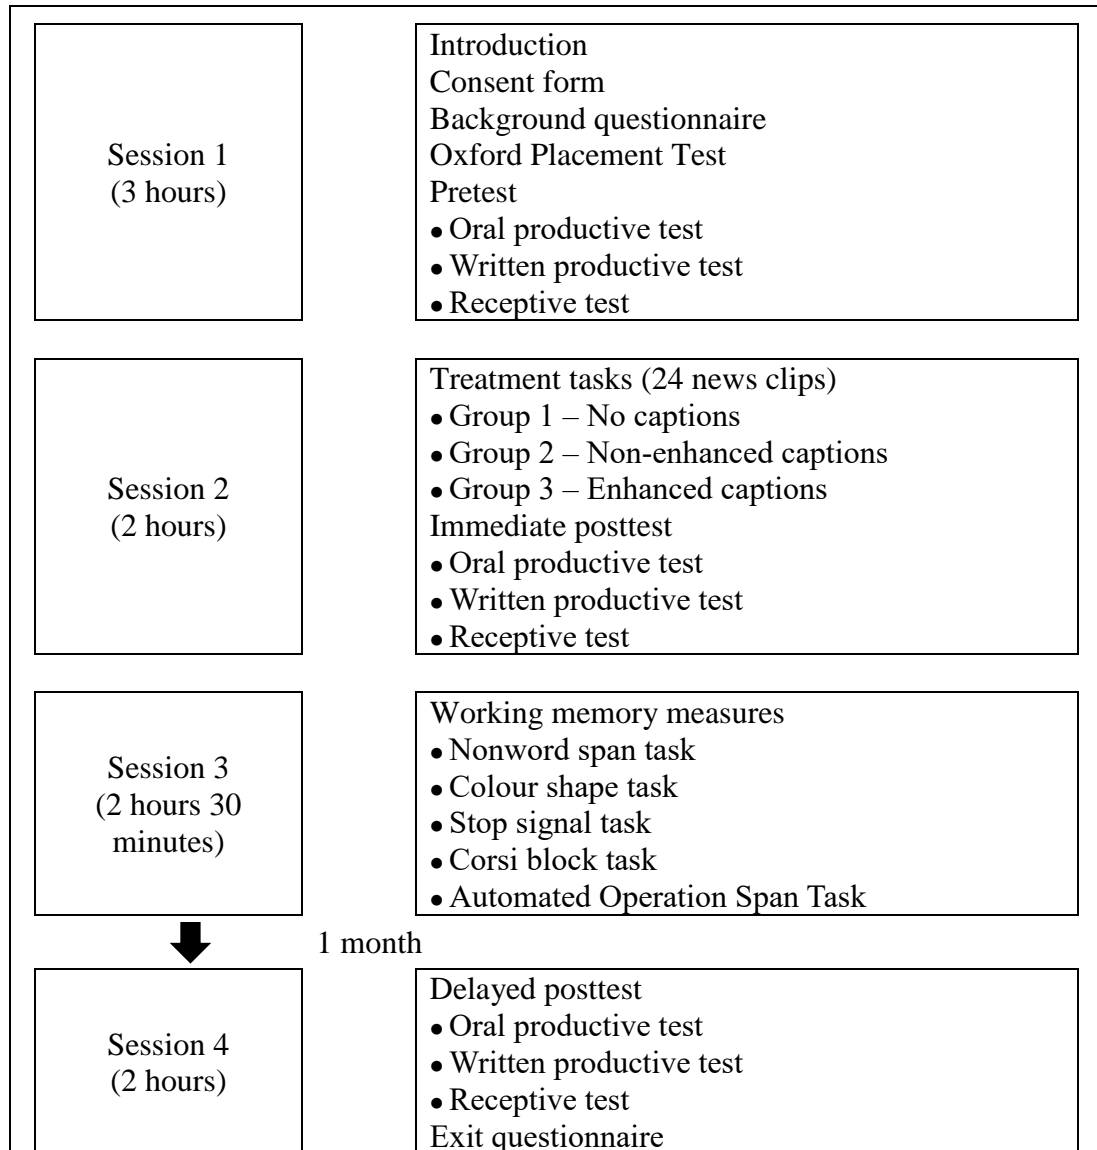 Session 1
(3 hours)
Introduction
Consent form
Background questionnaire
Oxford Placement Test
Pretest
● Oral productive test
● Written productive test
● Receptive test
Session 2
(2 hours)
Treatment tasks (24 news clips)
● Group 1 – No captions
● Group 2 – Non-enhanced captions
● Group 3 – Enhanced captions
Immediate posttest
● Oral productive test
● Written productive test
● Receptive test
Session 3
(2 hours 30
minutes)
Working memory measures
● Nonword span task
● Colour shape task
● Stop signal task
● Corsi block task
● Automated Operation Span Task
1 month
Session 4
(2 hours)
Delayed posttest
● Oral productive test
● Written productive test
● Receptive test
Exit questionnaire